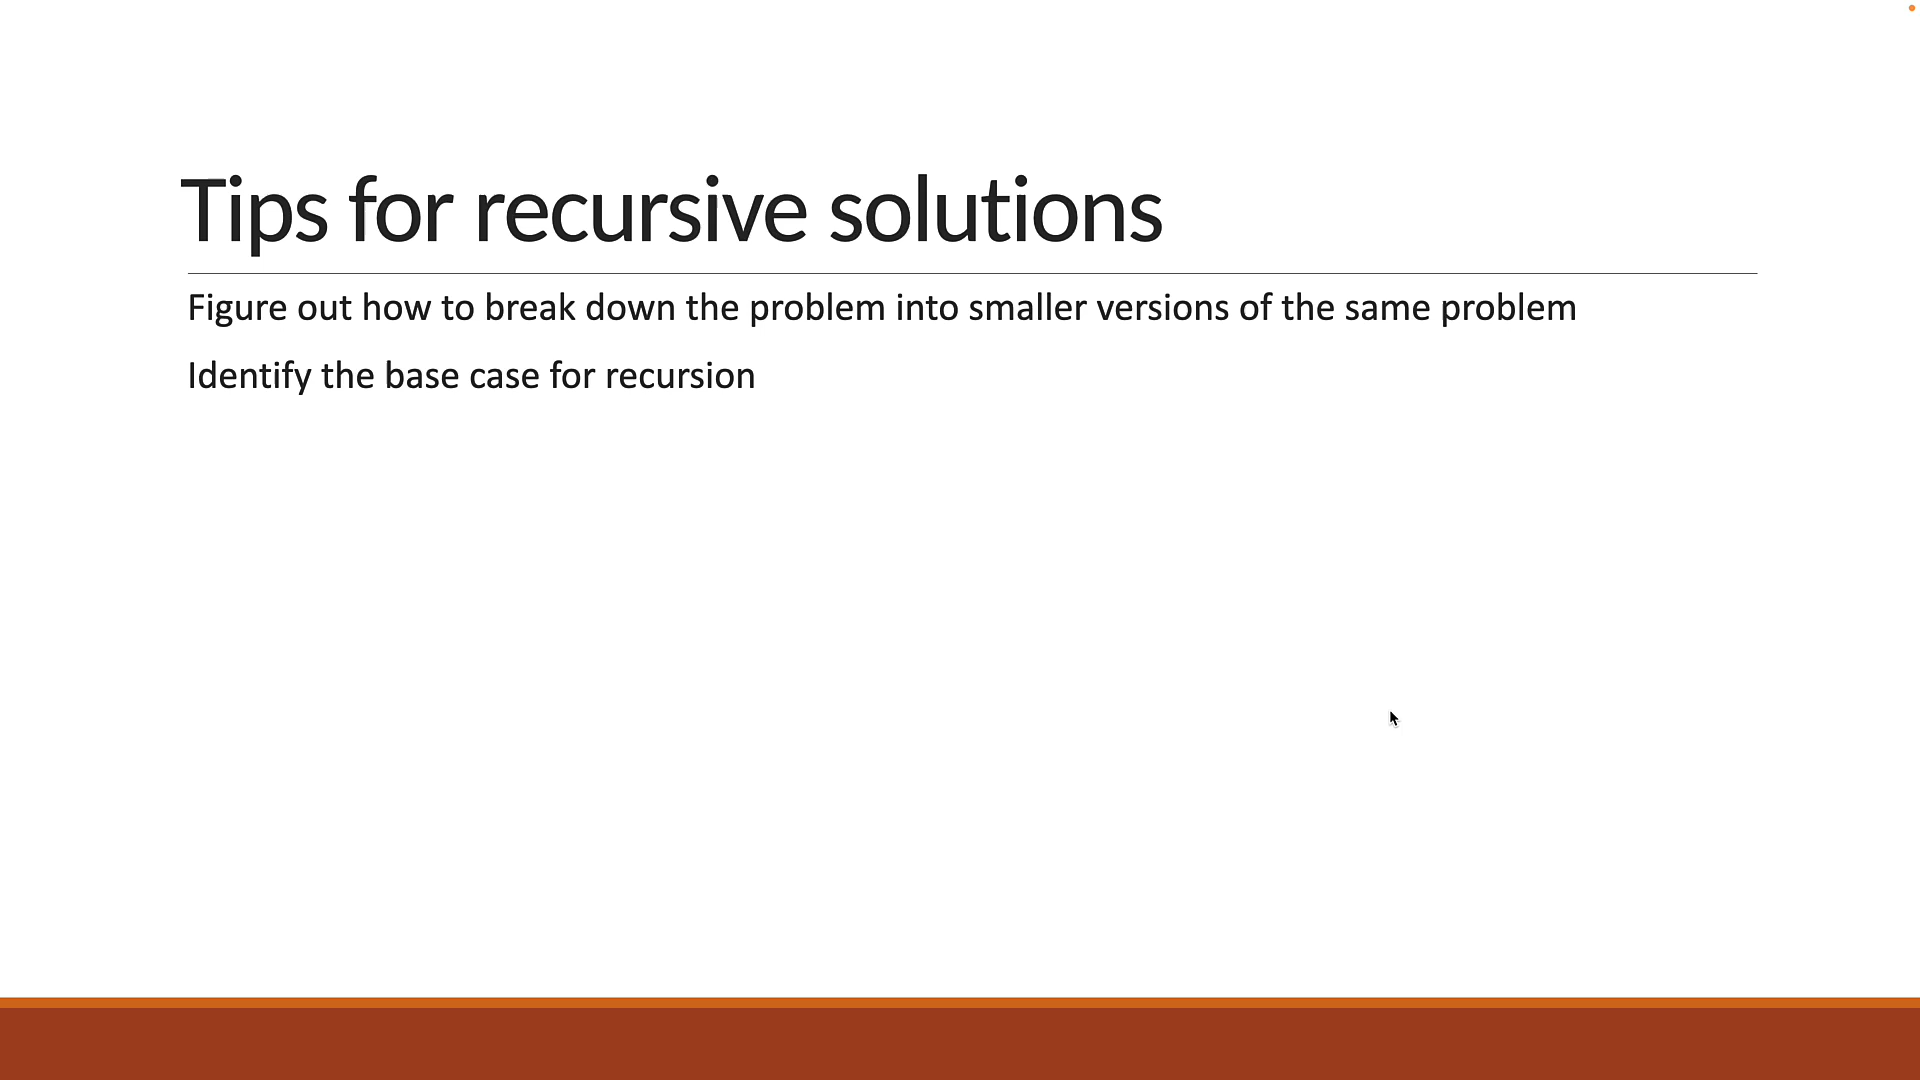 Tips for recursive solutions
Figure out how to break down the problem into smaller versions of the same problem
Identify the base case for recursion